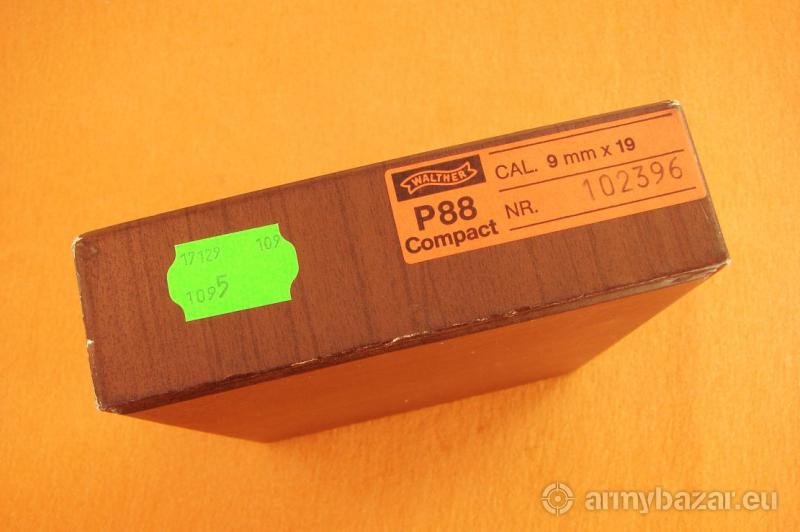 WALTHER
P88
Compact
CAL. 9 mm x 19
NR. 102396
17129 109
1095
armybazar.eu